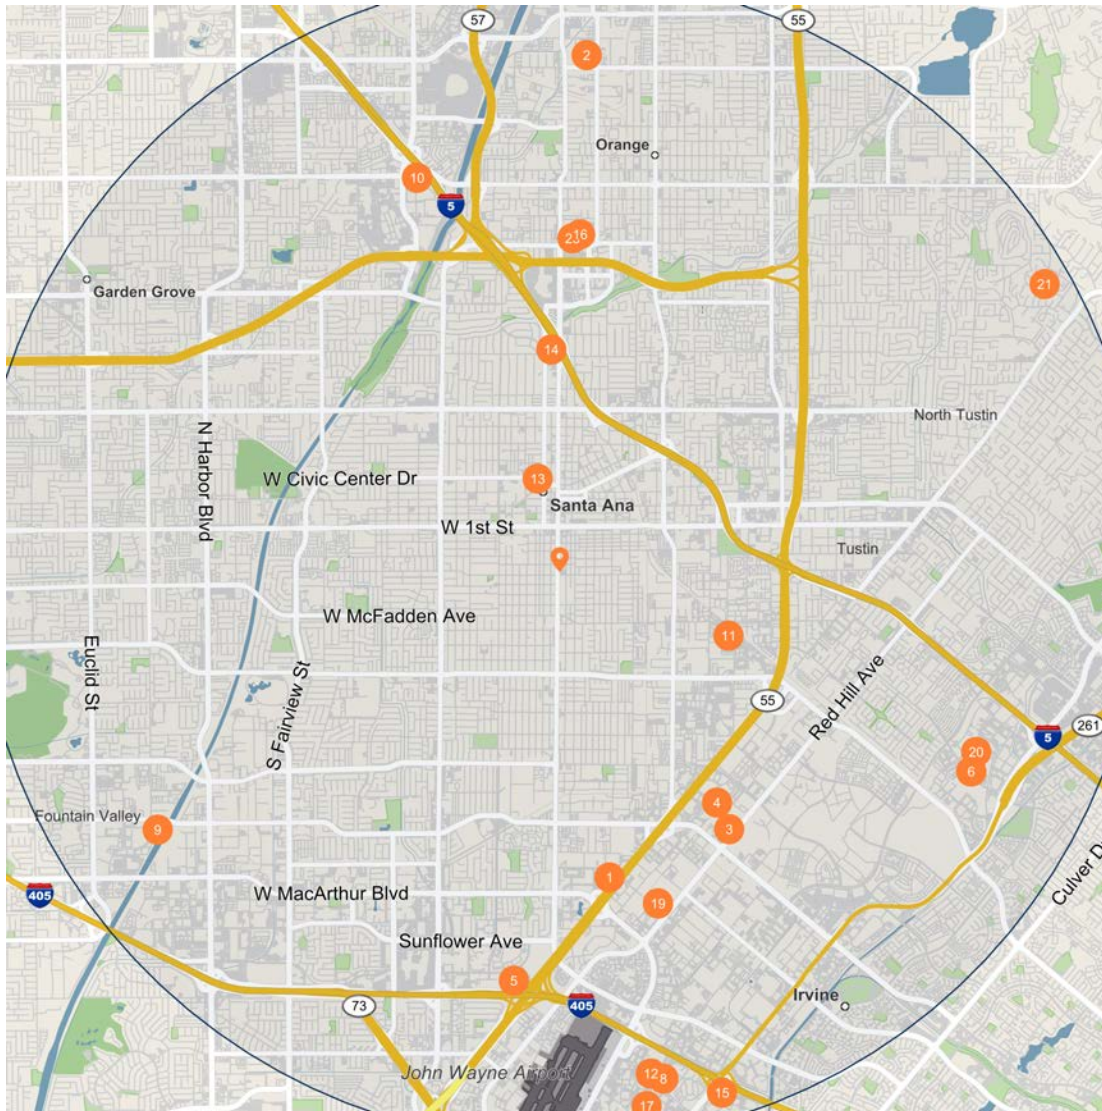 57
55
2
Orange
10
5
23
16
21
Garden Grove
14
North Tustin
N Harbor Blvd
W Civic Center Dr
13
Santa Ana
W 1st St
Tustin
W McFadden Ave
11
Euclid St
S Fairview St
Red Hill Ave
55
5
261
20
6
4
3
Fountain Valley
9
1
405
W MacArthur Blvd
19
Culver D
Sunflower Ave
5
405
73
Irvine
John Wayne Airport
12
8
15
17